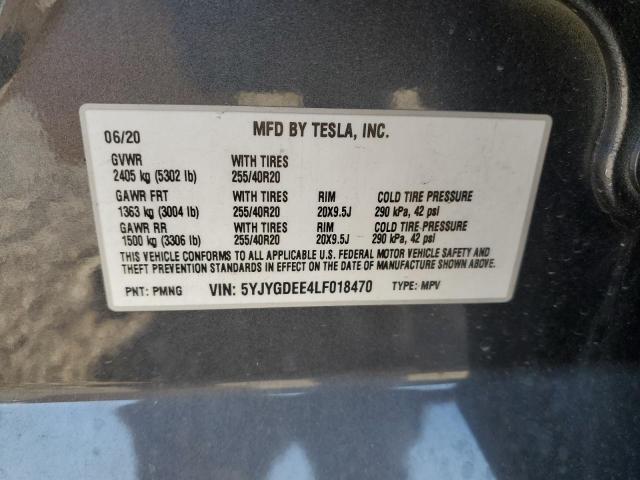 06/20 MFD BY TESLA, INC.
GVWR WITH TIRES
2405 kg (5302 lb) 255/40R20
GAWR FRT WITH TIRES RIM COLD TIRE PRESSURE
1363 kg (3004 lb) 255/40R20 20X9.5J 290 kPa, 42 psi
GAWR RR WITH TIRES RIM COLD TIRE PRESSURE
1500 kg (3306 lb) 255/40R20 20X9.5J 290 kPa, 42 psi
THIS VEHICLE CONFORMS TO ALL APPLICABLE U.S. FEDERAL MOTOR VEHICLE SAFETY AND
THEFT PREVENTION STANDARDS IN EFFECT ON THE DATE OF MANUFACTURE SHOWN ABOVE.
PNT: PMNG VIN: 5YJYGDEE4LF018470 TYPE: MPV